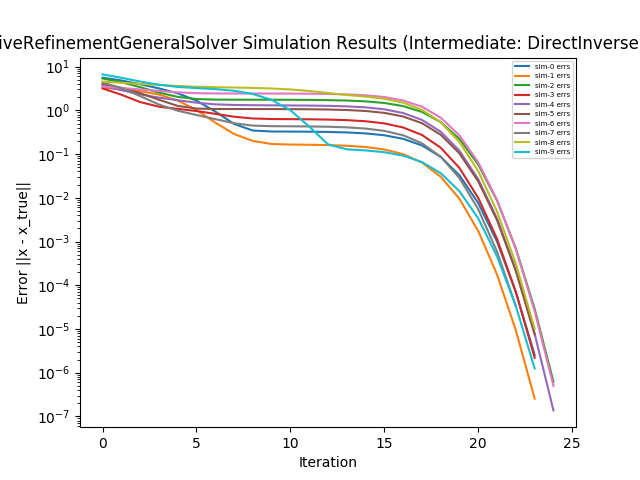 iveRefinementGeneralSolver Simulation Results (Intermediate: DirectInverse
Error ||x - x_true||
10¹
10⁰
10⁻¹
10⁻²
10⁻³
10⁻⁴
10⁻⁵
10⁻⁶
10⁻⁷
sim-0 errs
sim-1 errs
sim-2 errs
sim-3 errs
sim-4 errs
sim-5 errs
sim-6 errs
sim-7 errs
sim-8 errs
sim-9 errs
0 5 10 15 20 25
Iteration